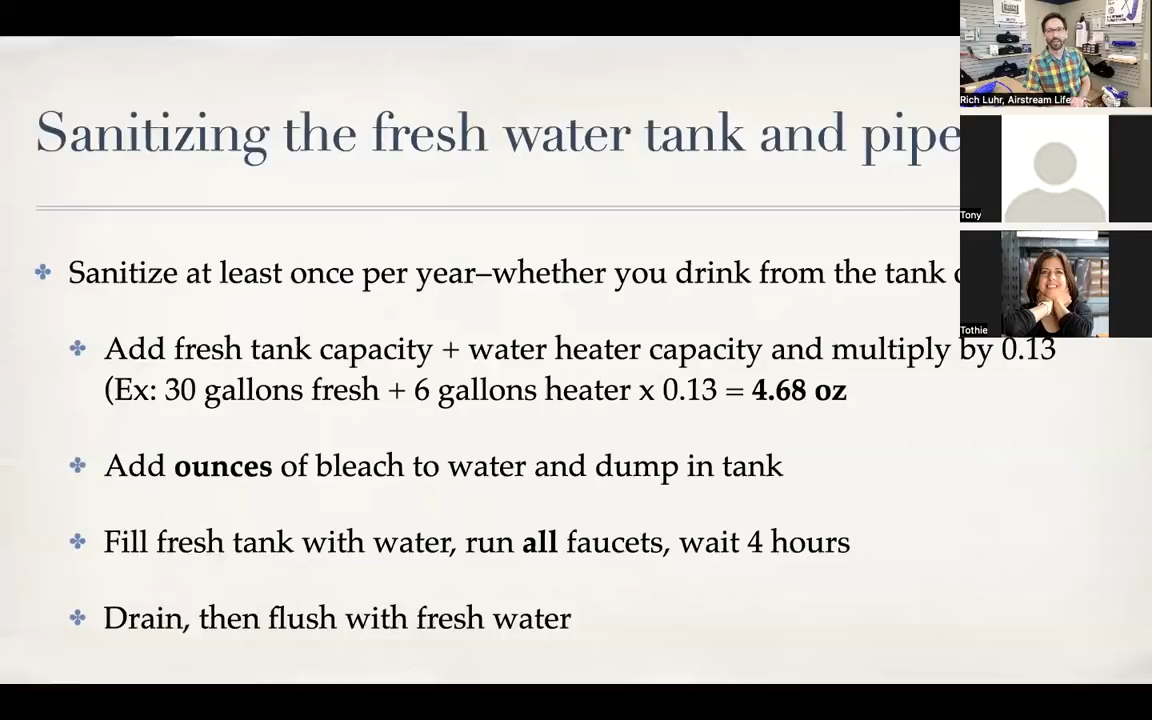 Sanitizing the fresh water tank and pipe
Sanitize at least once per year–whether you drink from the tank
Add fresh tank capacity + water heater capacity and multiply by 0.13
(Ex: 30 gallons fresh + 6 gallons heater x 0.13 = 4.68 oz
Add ounces of bleach to water and dump in tank
Fill fresh tank with water, run all faucets, wait 4 hours
Drain, then flush with fresh water
Rich Luhr, Airstream Life
Tony
Tothie